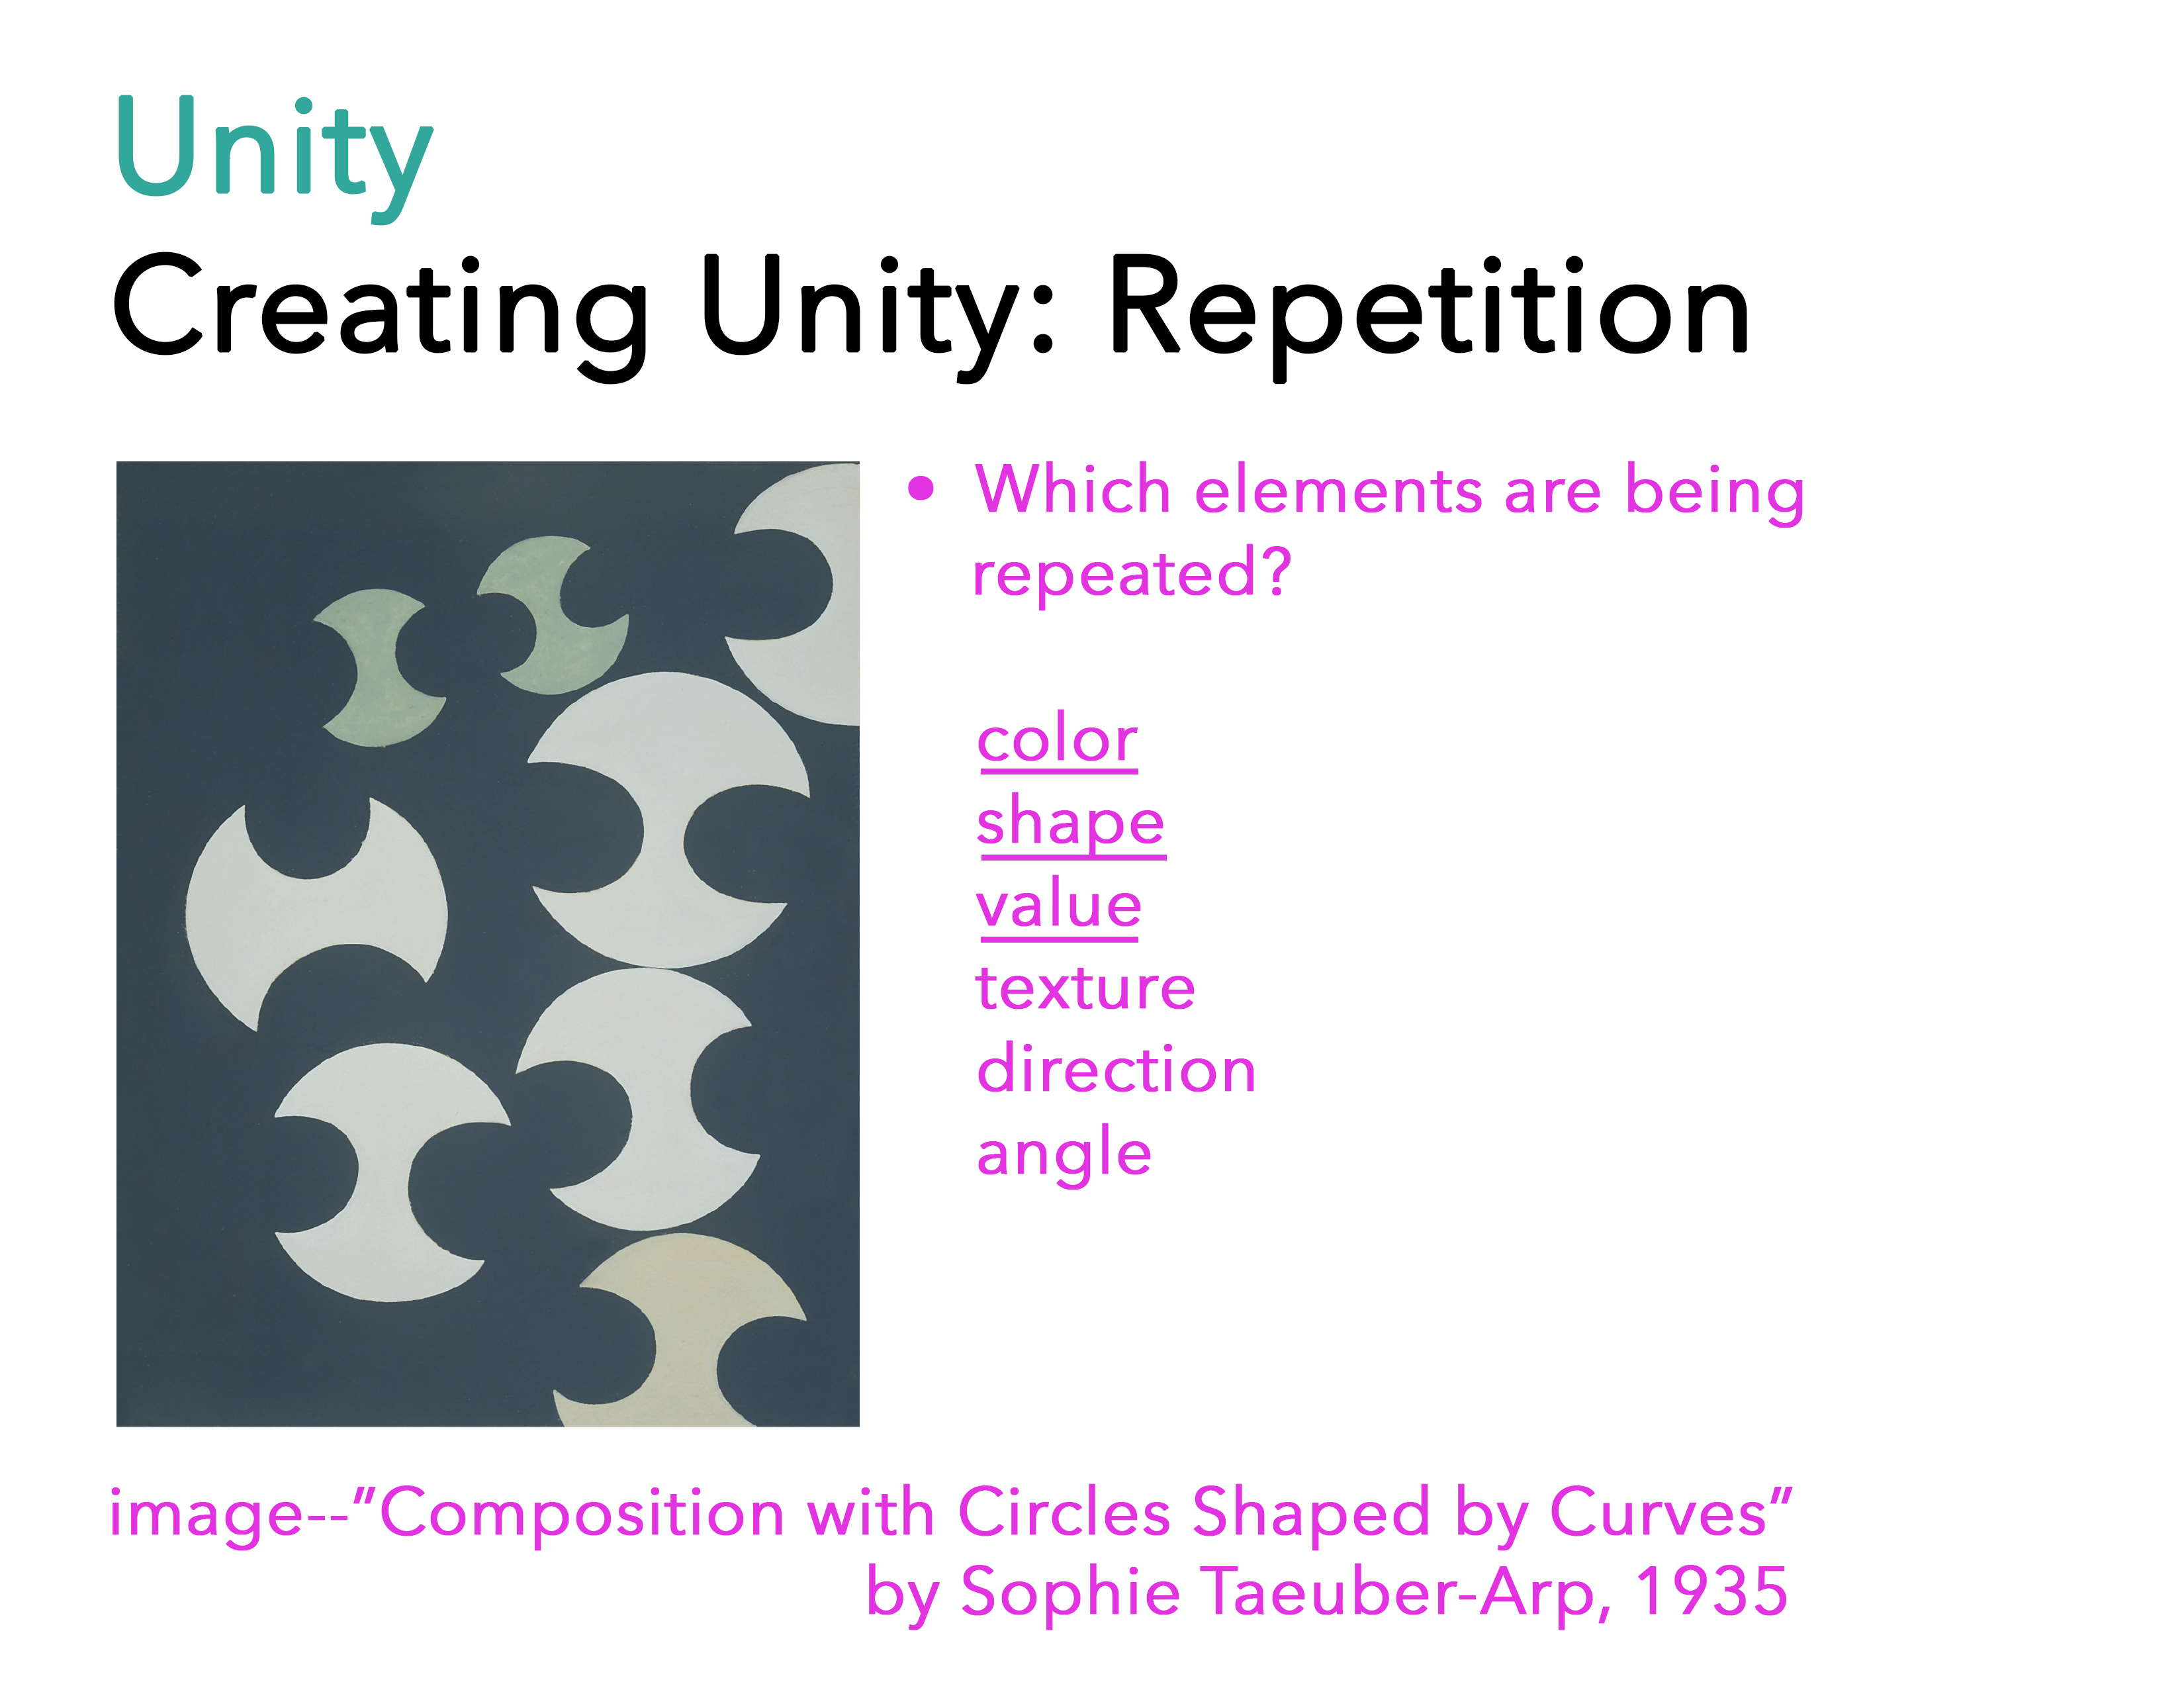 Unity
Creating Unity: Repetition
• Which elements are being
repeated?
color
shape
value
texture
direction
angle
image--"Composition with Circles Shaped by Curves"
by Sophie Taeuber-Arp, 1935